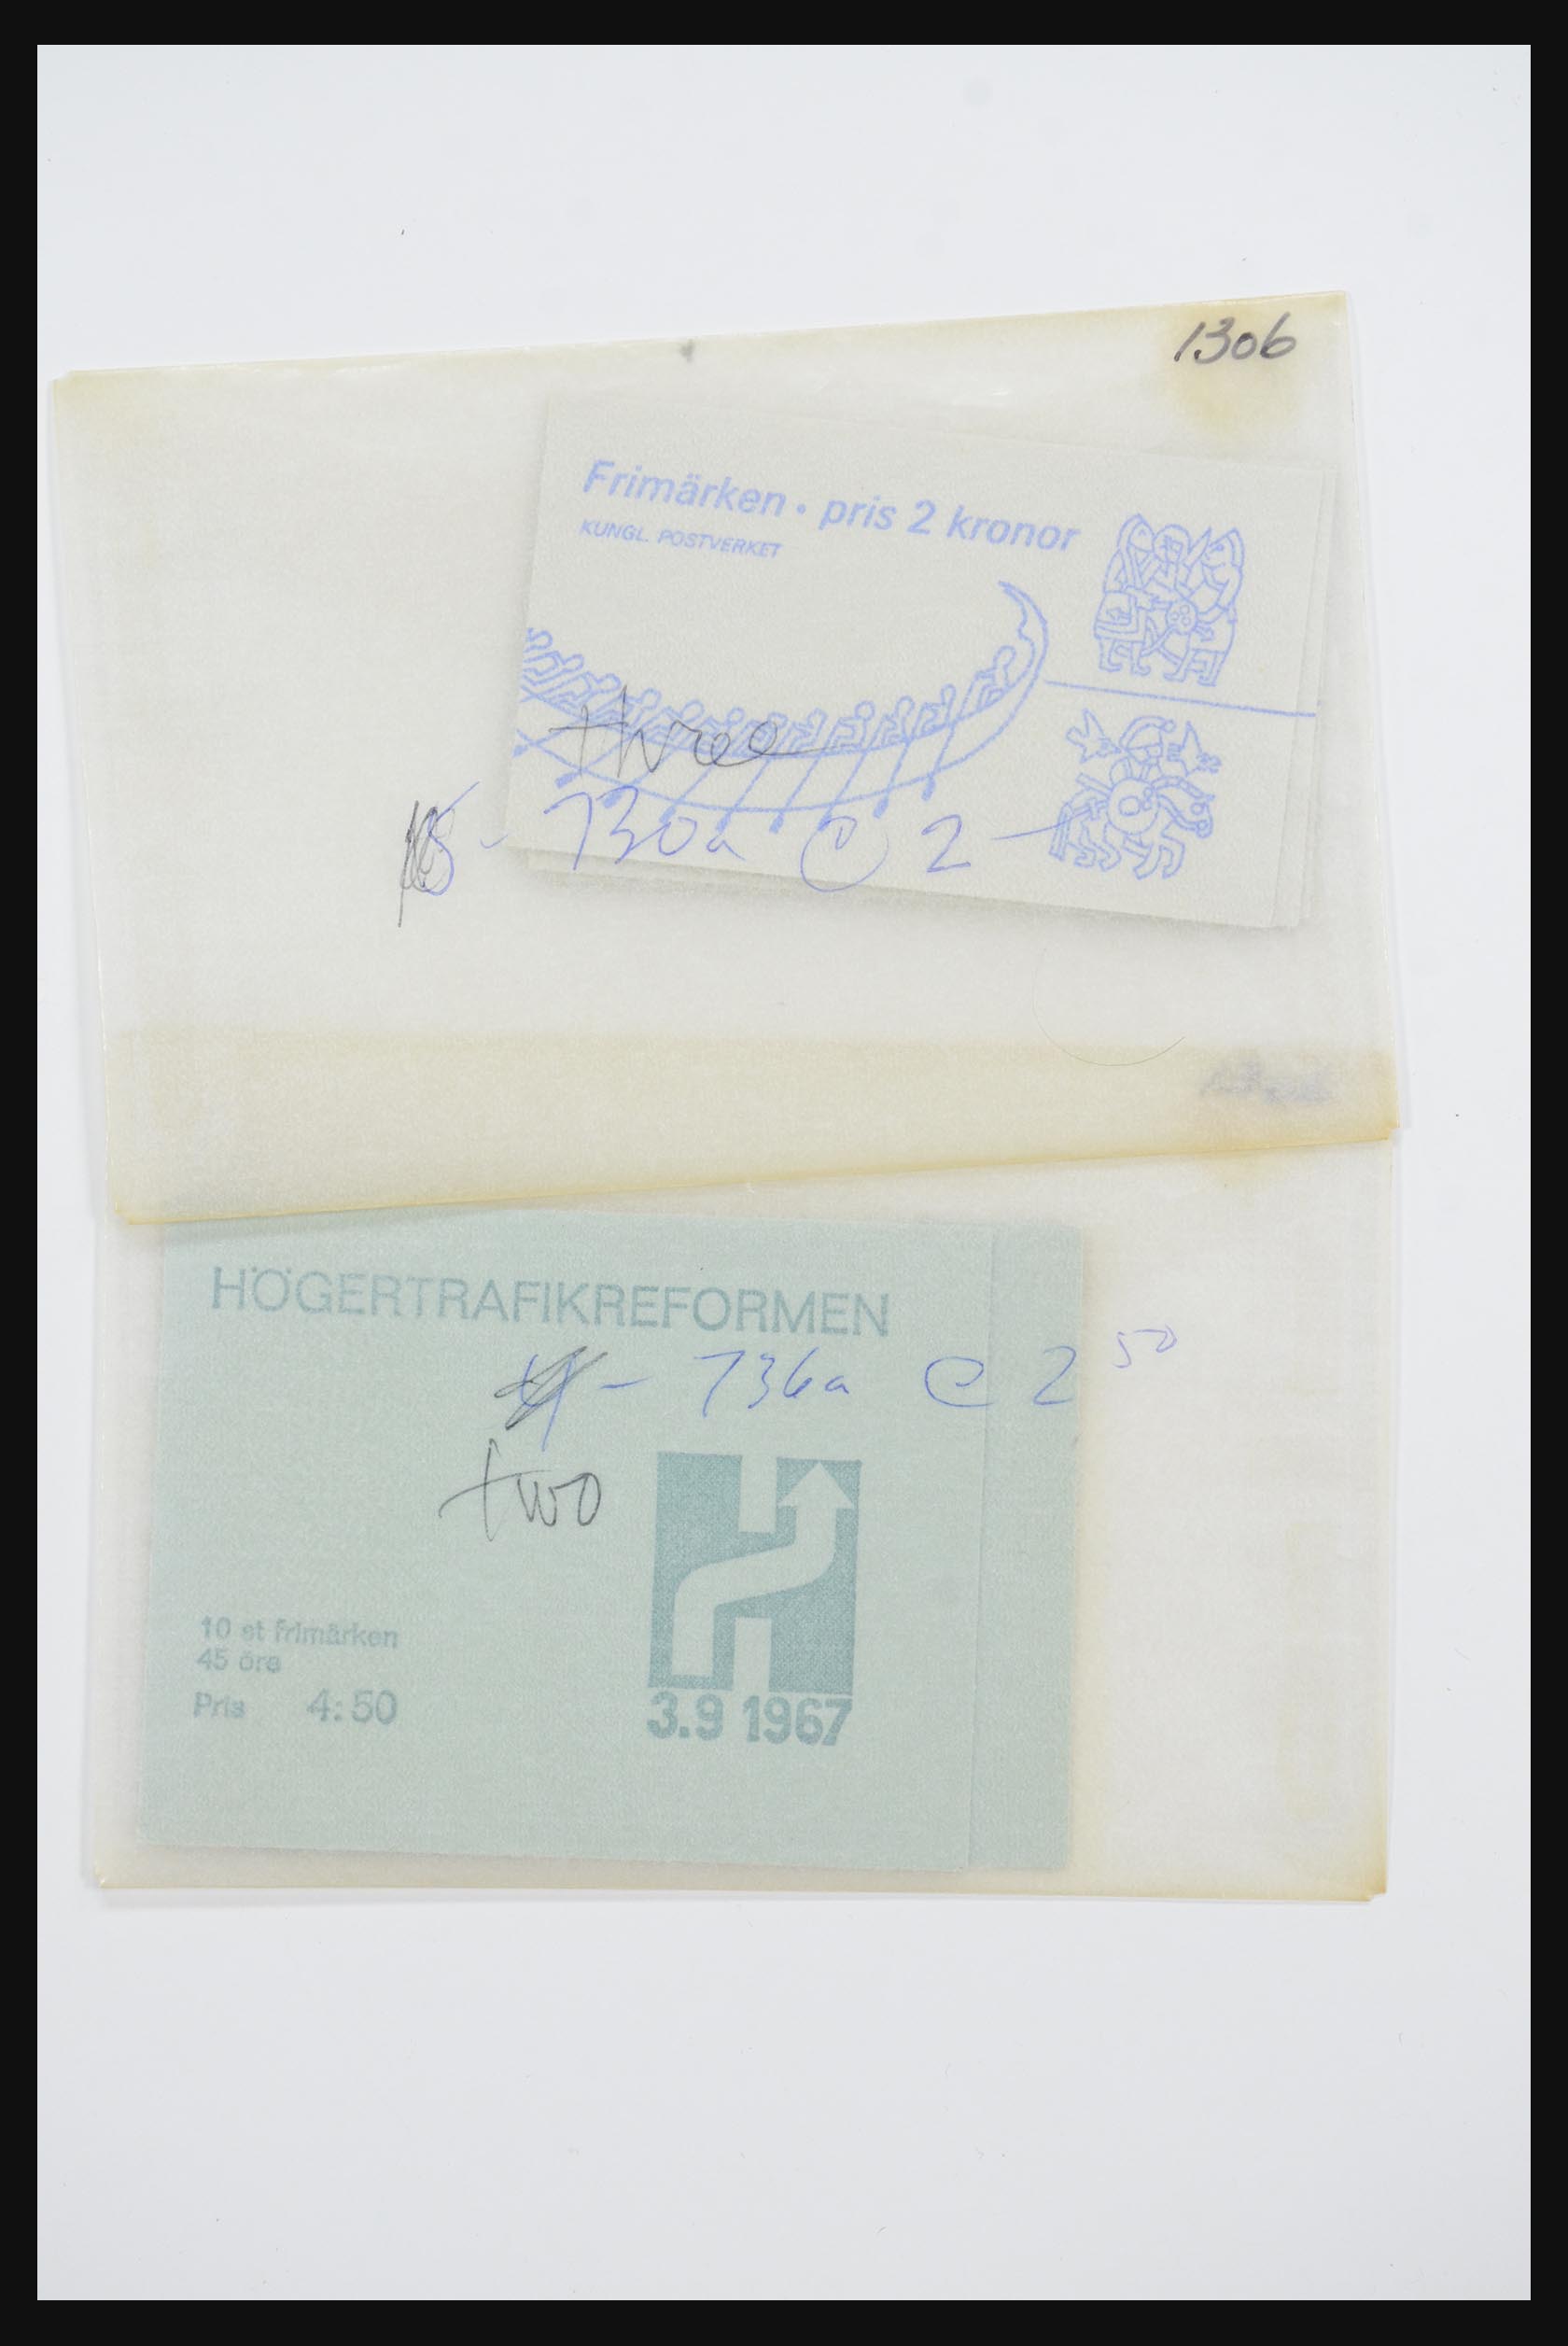 1306
Frimärken • pris 2 kronor
KUNGL. POSTVERKET
three
- 730a @ 2 —
HÖGERTRAFIKREFORMEN
- 736a @ 2 50
two
10 st frimärken
45 öre
Pris 4:50
3.9 1967